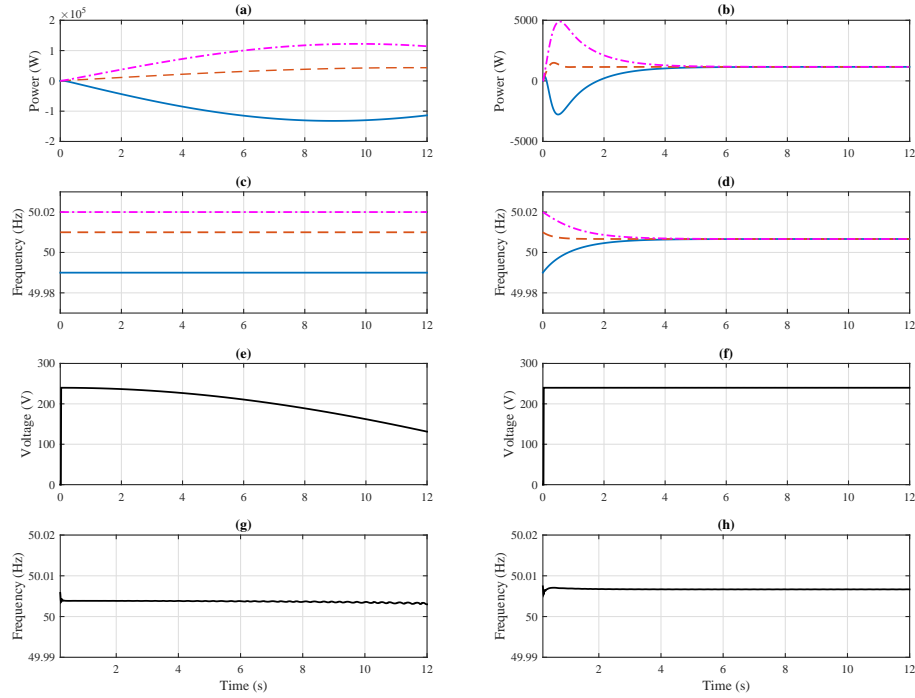 (a)
×10⁵
Power (W)
2
1
0
-1
-2
0 2 4 6 8 10 12
(b)
Power (W)
5000
0
-5000
0 2 4 6 8 10 12
(c)
Frequency (Hz)
50.02
50
49.98
0 2 4 6 8 10 12
(d)
Frequency (Hz)
50.02
50
49.98
0 2 4 6 8 10 12
(e)
Voltage (V)
300
200
100
0
0 2 4 6 8 10 12
(f)
Voltage (V)
300
200
100
0
0 2 4 6 8 10 12
(g)
Frequency (Hz)
50.02
50.01
50
49.99
2 4 6 8 10 12
Time (s)
(h)
Frequency (Hz)
50.02
50.01
50
49.99
2 4 6 8 10 12
Time (s)